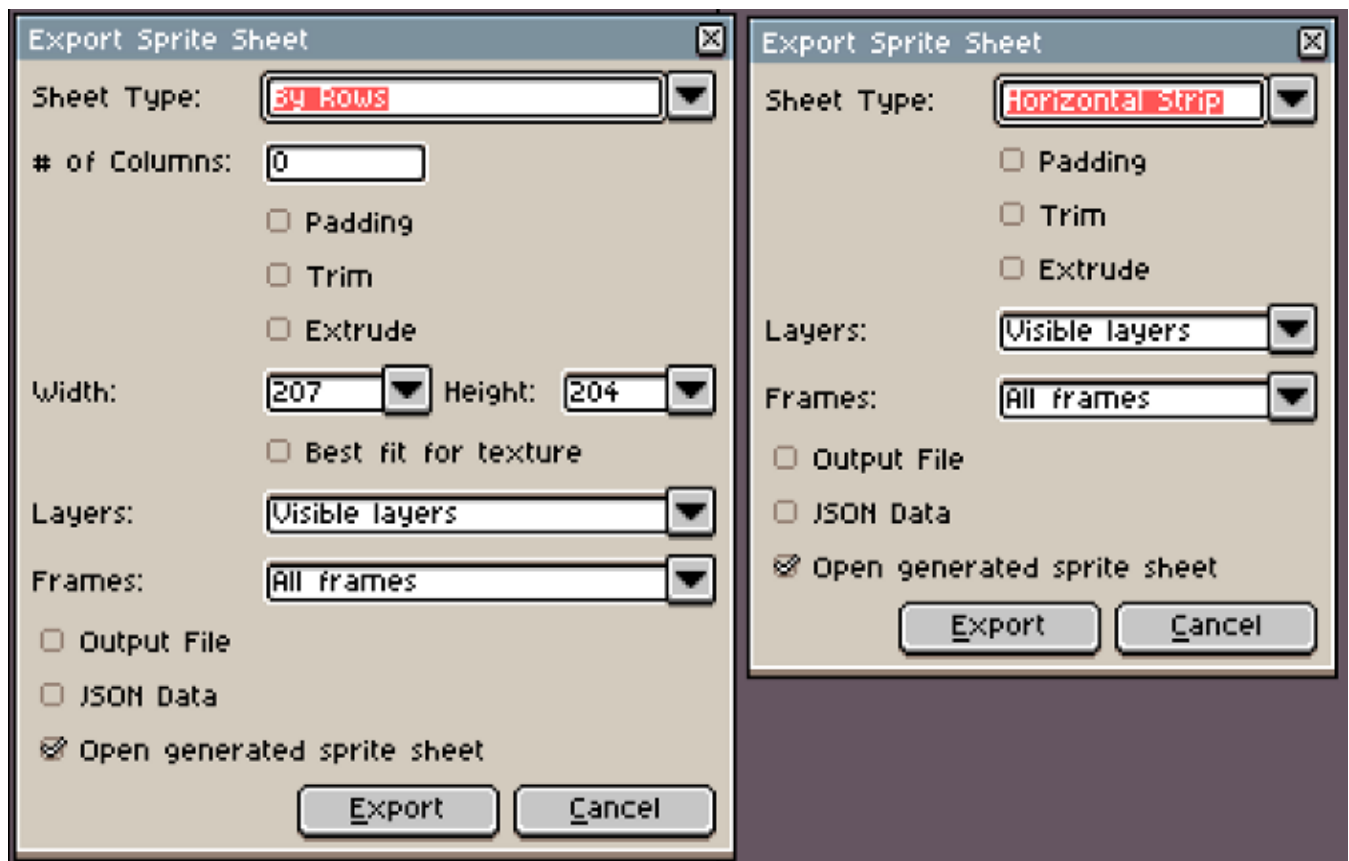 Export Sprite Sheet
Sheet Type: By Rows
# of Columns: 0
Padding
Trim
Extrude
Width: 207 Height: 204
Best fit for texture
Layers: Visible layers
Frames: All frames
Output File
JSON Data
Open generated sprite sheet
Export Cancel
Export Sprite Sheet
Sheet Type: Horizontal Strip
Padding
Trim
Extrude
Layers: Visible layers
Frames: All frames
Output File
JSON Data
Open generated sprite sheet
Export Cancel